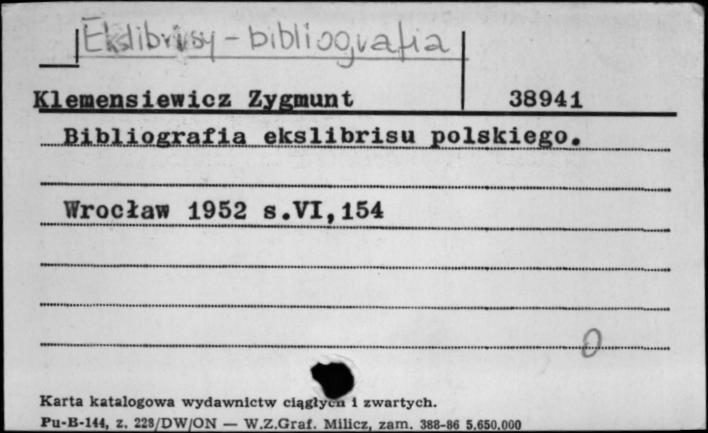 Ekslibrisy - bibliografia
Klemensiewicz Zygmunt 38941
Bibliografia ekslibrisu polskiego.
Wrocław 1952 s.VI,154
0
Karta katalogowa wydawnictw ciągłych i zwartych.
Pu-B-144, z. 223/DW/ON — W.Z.Graf. Milicz, zam. 388-86 5.650.000